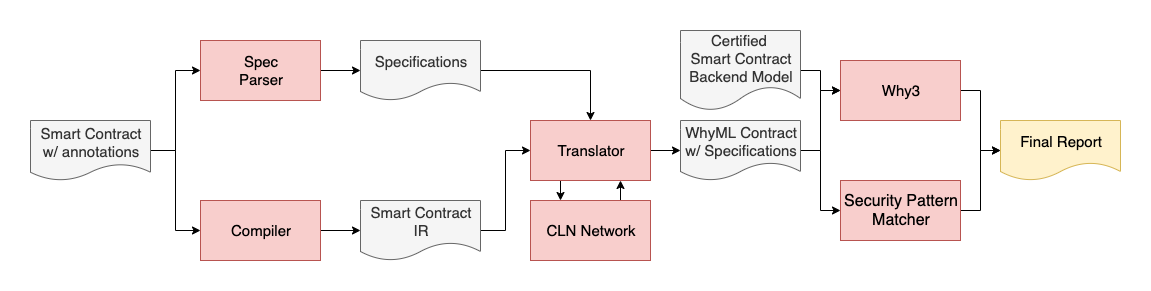 Smart Contract
w/ annotations
Spec
Parser
Specifications
Compiler
Smart Contract
IR
Translator
CLN Network
Certified
Smart Contract
Backend Model
WhyML Contract
w/ Specifications
Why3
Security Pattern
Matcher
Final Report